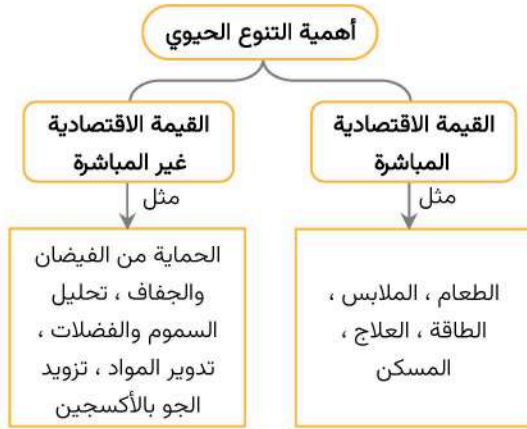 أهمية التنوع الحيوي
القيمة الاقتصادية
المباشرة
القيمة الاقتصادية
غير المباشرة
مثل
مثل
الطعام ، الملابس ،
الطاقة ، العلاج ،
المسكن
الحماية من الفيضان
والجفاف ، تحليل
السموم والفضلات ،
تدوير المواد ، تزويد
الجو بالأكسجين